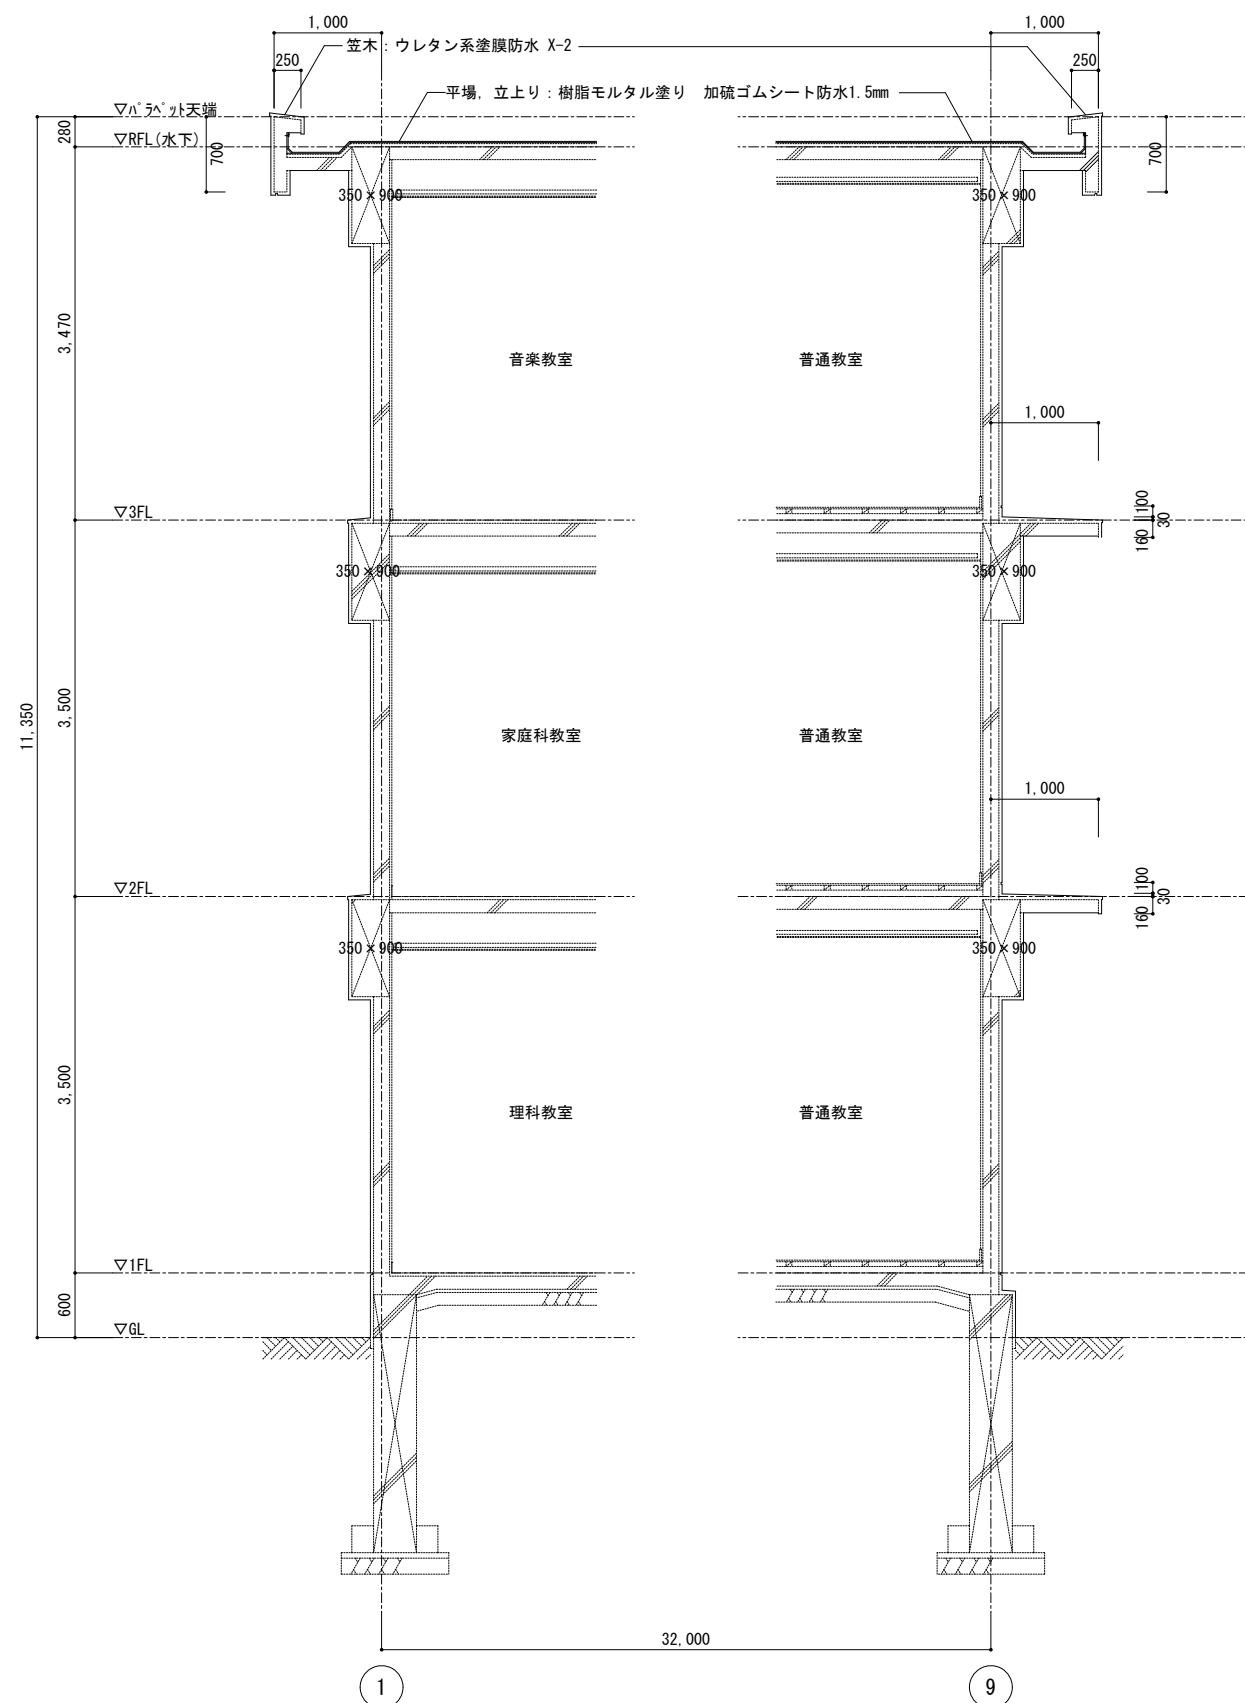 1,000
1,000
笠木：ウレタン系塗膜防水 X-2
250
250
平場，立上り：樹脂モルタル塗り 加硫ゴムシート防水1.5mm
▽ﾊﾟﾗﾍﾟｯﾄ天端
280
▽RFL(水下)
700
700
350×900
350×900
3,470
音楽教室
普通教室
1,000
▽3FL
100
30
160
350×900
350×900
11,350
3,500
家庭科教室
普通教室
1,000
▽2FL
100
30
160
350×900
350×900
3,500
理科教室
普通教室
▽1FL
600
▽GL
32,000
1
9